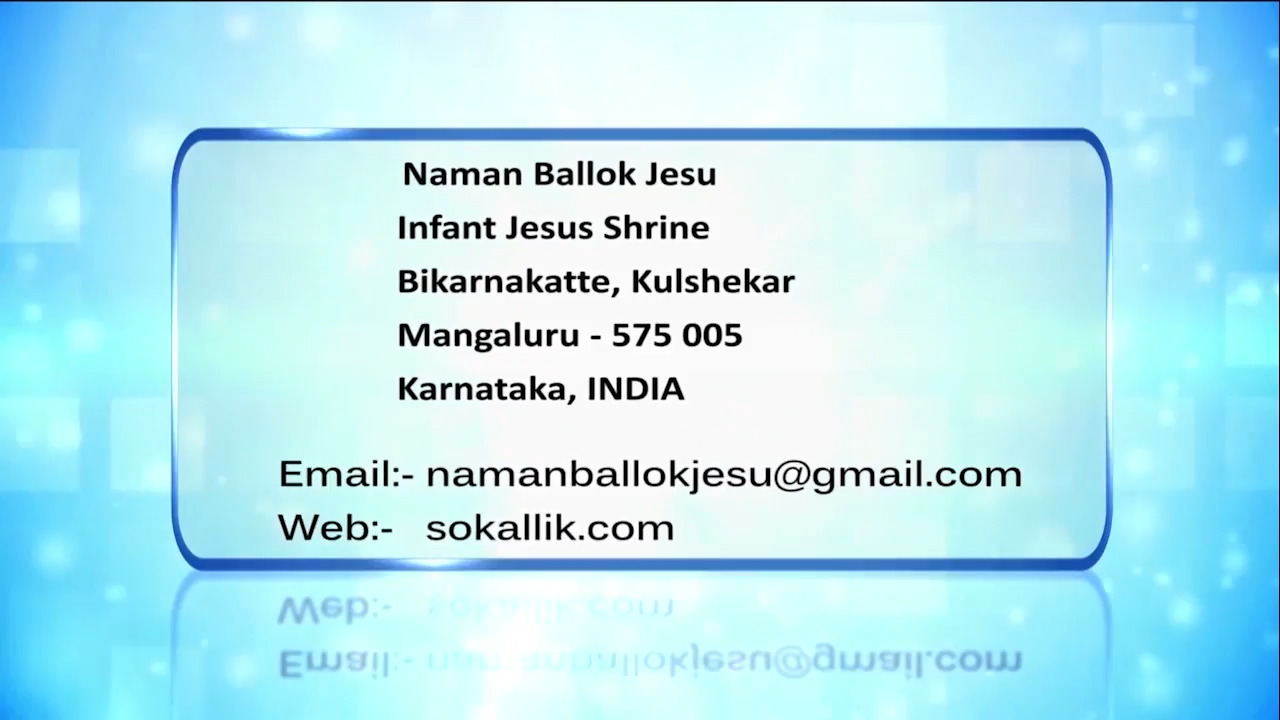 Naman Ballok Jesu
Infant Jesus Shrine
Bikarnakatte, Kulshekar
Mangaluru - 575 005
Karnataka, INDIA
Email:- namanballokjesu@gmail.com
Web:- sokallik.com